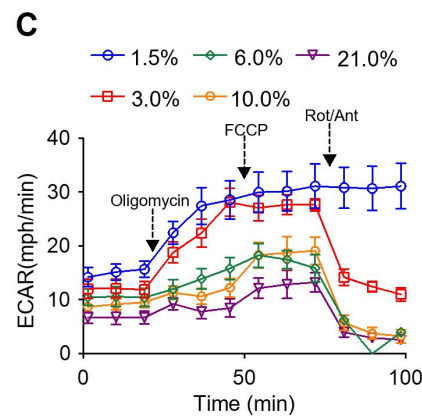 C
1.5% 6.0% 21.0%
3.0% 10.0%
FCCP
Rot/Ant
Oligomycin
40
30
20
10
0
ECAR(mph/min)
0 50 100
Time (min)